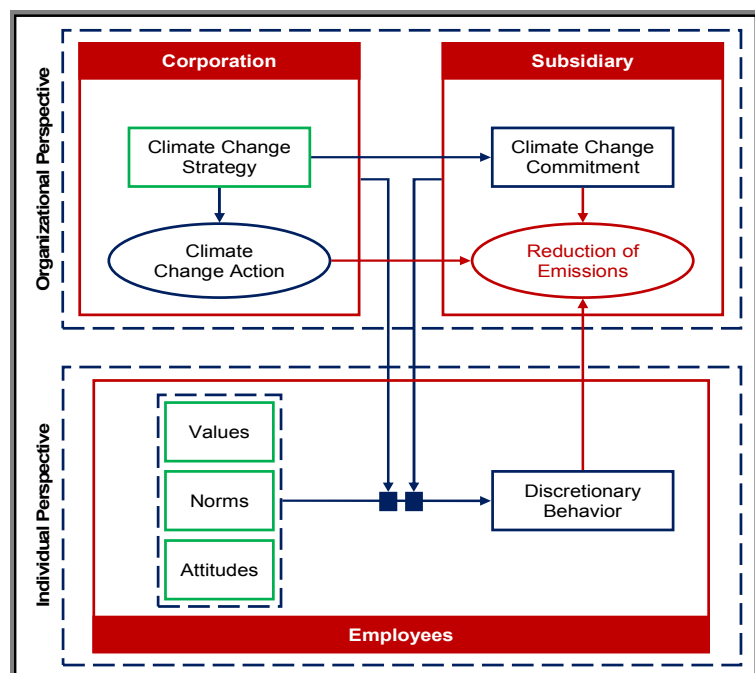 Organizational Perspective
Corporation
Subsidiary
Climate Change
Strategy
Climate Change
Commitment
Climate
Change Action
Reduction of
Emissions
Individual Perspective
Values
Norms
Attitudes
Discretionary
Behavior
Employees